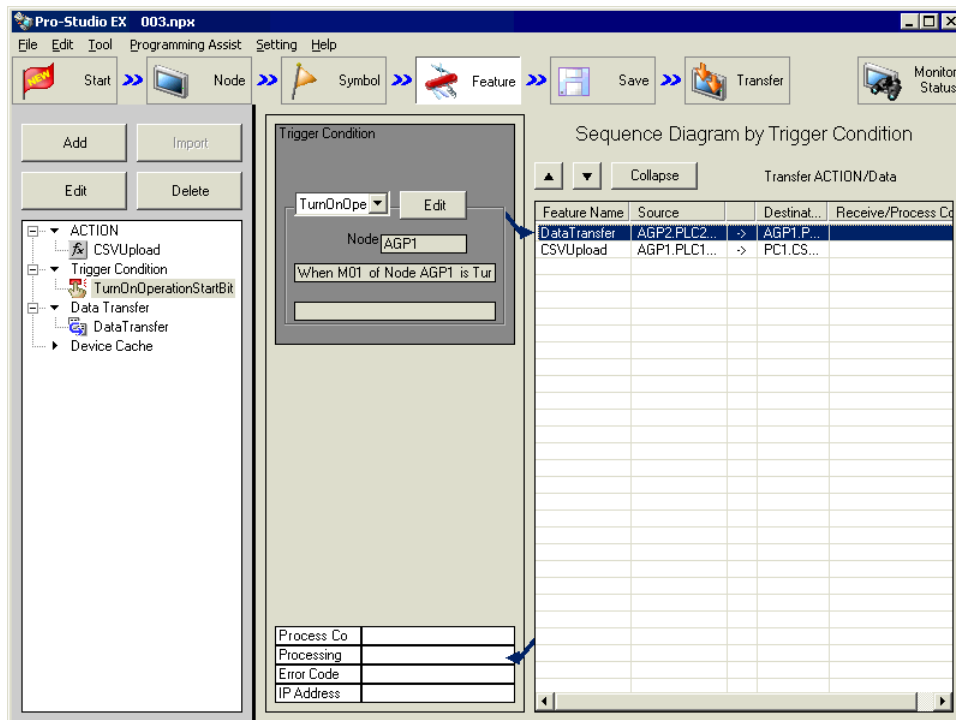 Pro-Studio EX 003.npx
File Edit Tool Programming Assist Setting Help
NEW Start Node Symbol Feature Save Transfer Monitor Status
Add Import
Edit Delete
ACTION
CSVUpload
Trigger Condition
TurnOnOperationStartBit
Data Transfer
DataTransfer
Device Cache
Trigger Condition
TurnOnOpe Edit
Node AGP1
When M01 of Node AGP1 is Tur
Process Co
Processing
Error Code
IP Address
Sequence Diagram by Trigger Condition
Collapse Transfer ACTION/Data
Feature Name Source Destinat... Receive/Process Co
DataTransfer AGP2.PLC2... -> AGP1.P...
CSVUpload AGP1.PLC1... -> PC1.CS...